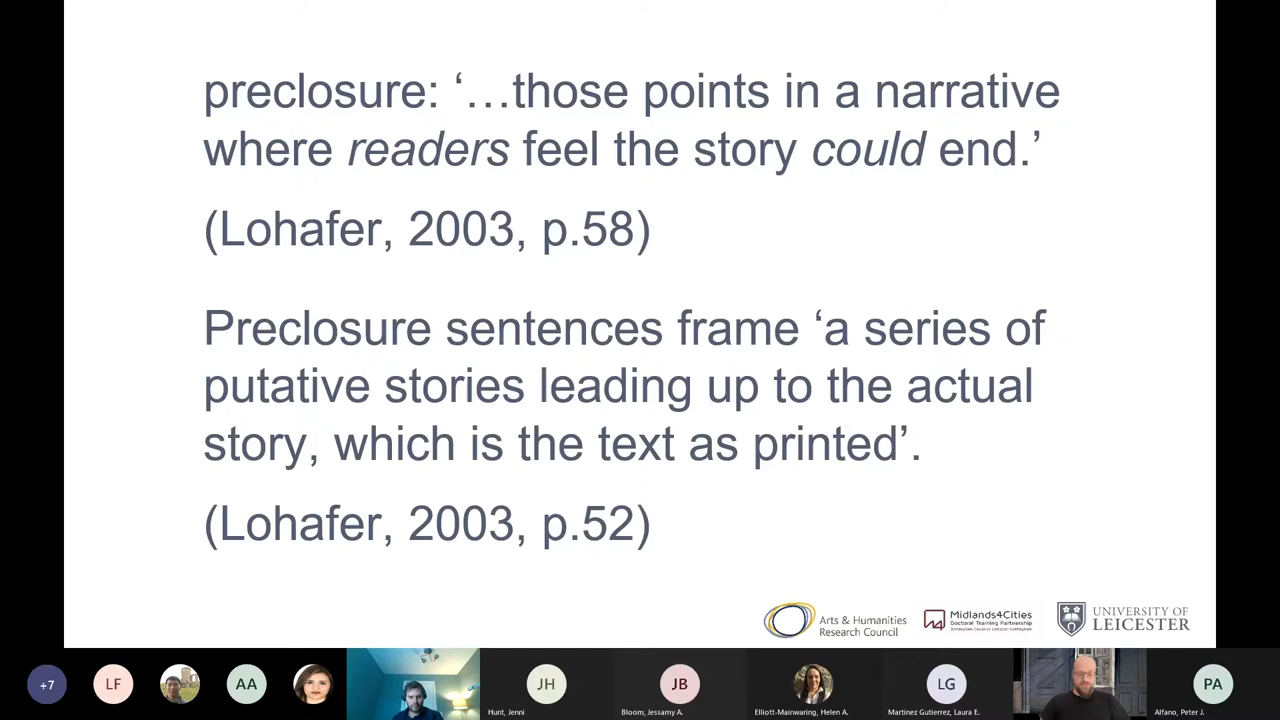 preclosure: ‘…those points in a narrative
where readers feel the story could end.’
(Lohafer, 2003, p.58)
Preclosure sentences frame ‘a series of
putative stories leading up to the actual
story, which is the text as printed’.
(Lohafer, 2003, p.52)
Arts & Humanities
Research Council
Midlands4Cities
Doctoral Training Partnership
UNIVERSITY OF
LEICESTER
+7
LF
AA
JH
Hunt, Jenni
JB
Bloom, Jessamy A.
Elliott-Mainwaring, Helen A.
LG
Martinez Gutierrez, Laura E.
PA
Alfano, Peter J.